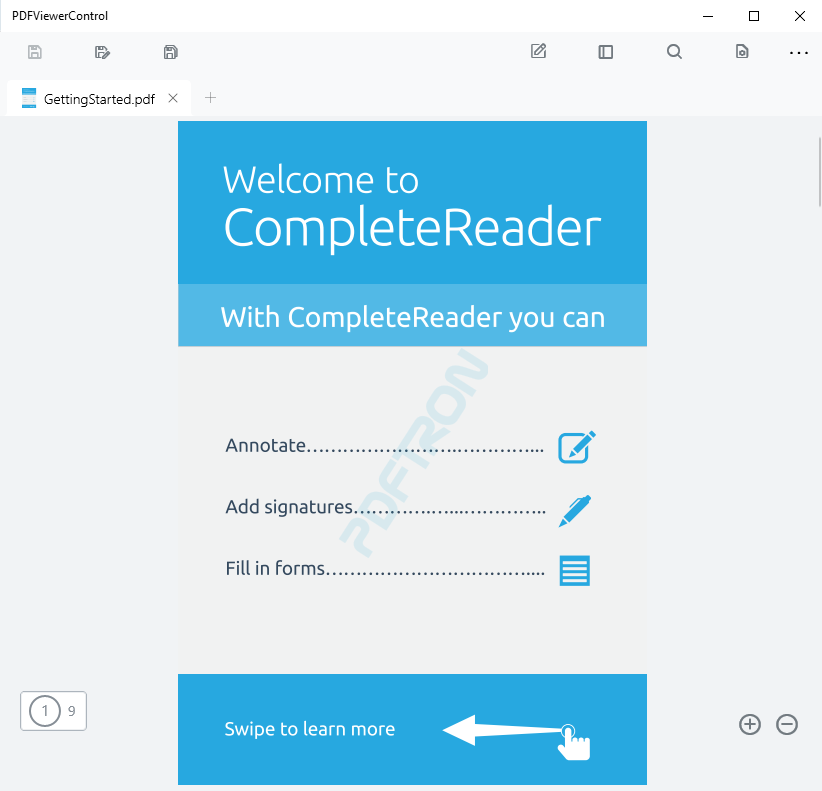 PDFViewerControl
GettingStarted.pdf
Welcome to
CompleteReader
With CompleteReader you can
PDFTRON
Annotate…………………….…………...
Add signatures………….…...…………..
Fill in forms…………………………….....
1 9
Swipe to learn more